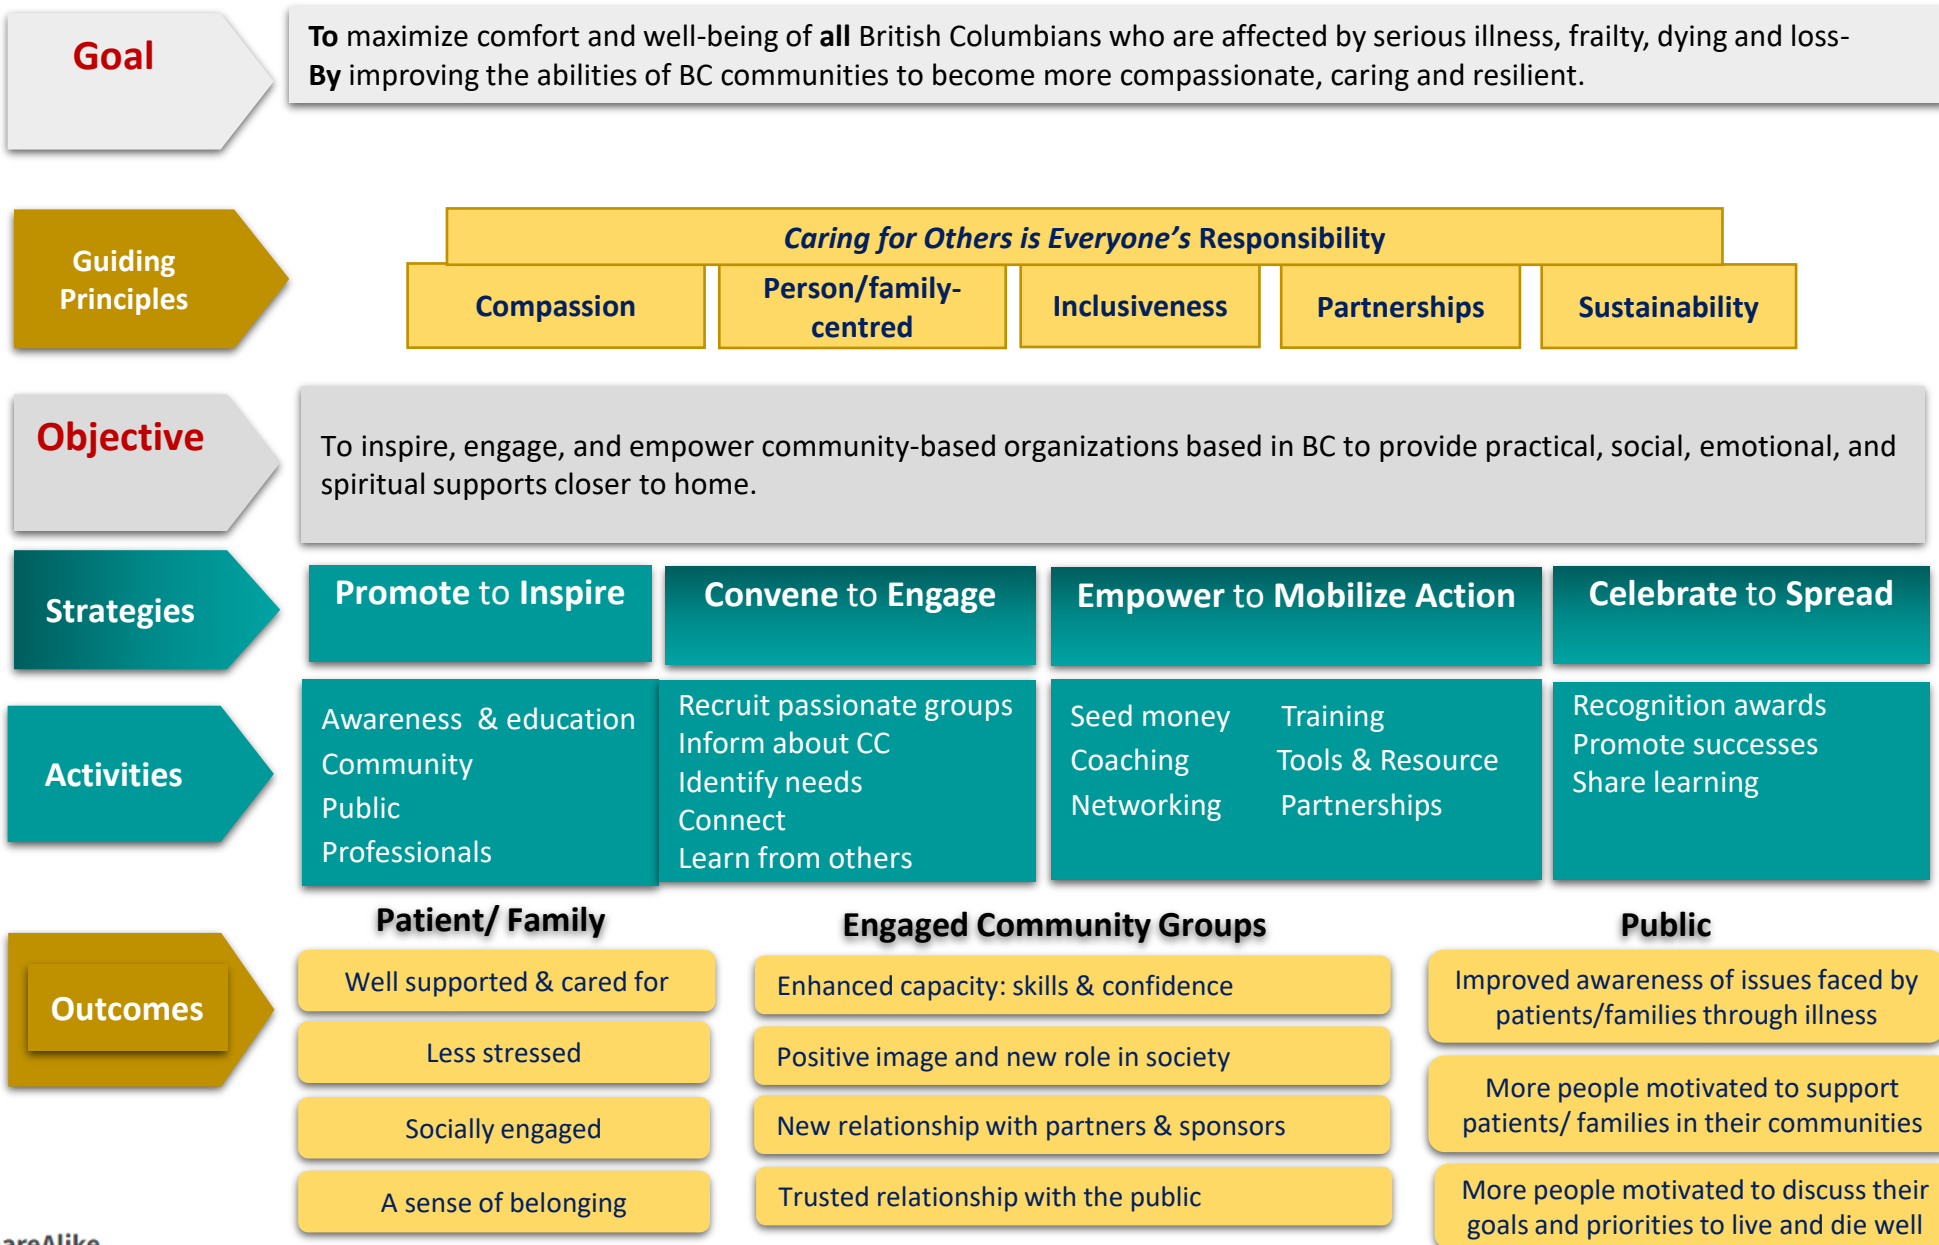 Goal
To maximize comfort and well-being of all British Columbians who are affected by serious illness, frailty, dying and loss-
By improving the abilities of BC communities to become more compassionate, caring and resilient.
Guiding
Principles
Caring for Others is Everyone's Responsibility
Compassion
Person/family-
centred
Inclusiveness
Partnerships
Sustainability
Objective
To inspire, engage, and empower community-based organizations based in BC to provide practical, social, emotional, and
spiritual supports closer to home.
Strategies
Promote to Inspire
Convene to Engage
Empower to Mobilize Action
Celebrate to Spread
Activities
Awareness & education
Community
Public
Professionals
Recruit passionate groups
Inform about CC
Identify needs
Connect
Learn from others
Seed money Training
Coaching Tools & Resource
Networking Partnerships
Recognition awards
Promote successes
Share learning
Outcomes
Patient/ Family
Well supported & cared for
Less stressed
Socially engaged
A sense of belonging
Engaged Community Groups
Enhanced capacity: skills & confidence
Positive image and new role in society
New relationship with partners & sponsors
Trusted relationship with the public
Public
Improved awareness of issues faced by
patients/families through illness
More people motivated to support
patients/ families in their communities
More people motivated to discuss their
goals and priorities to live and die well